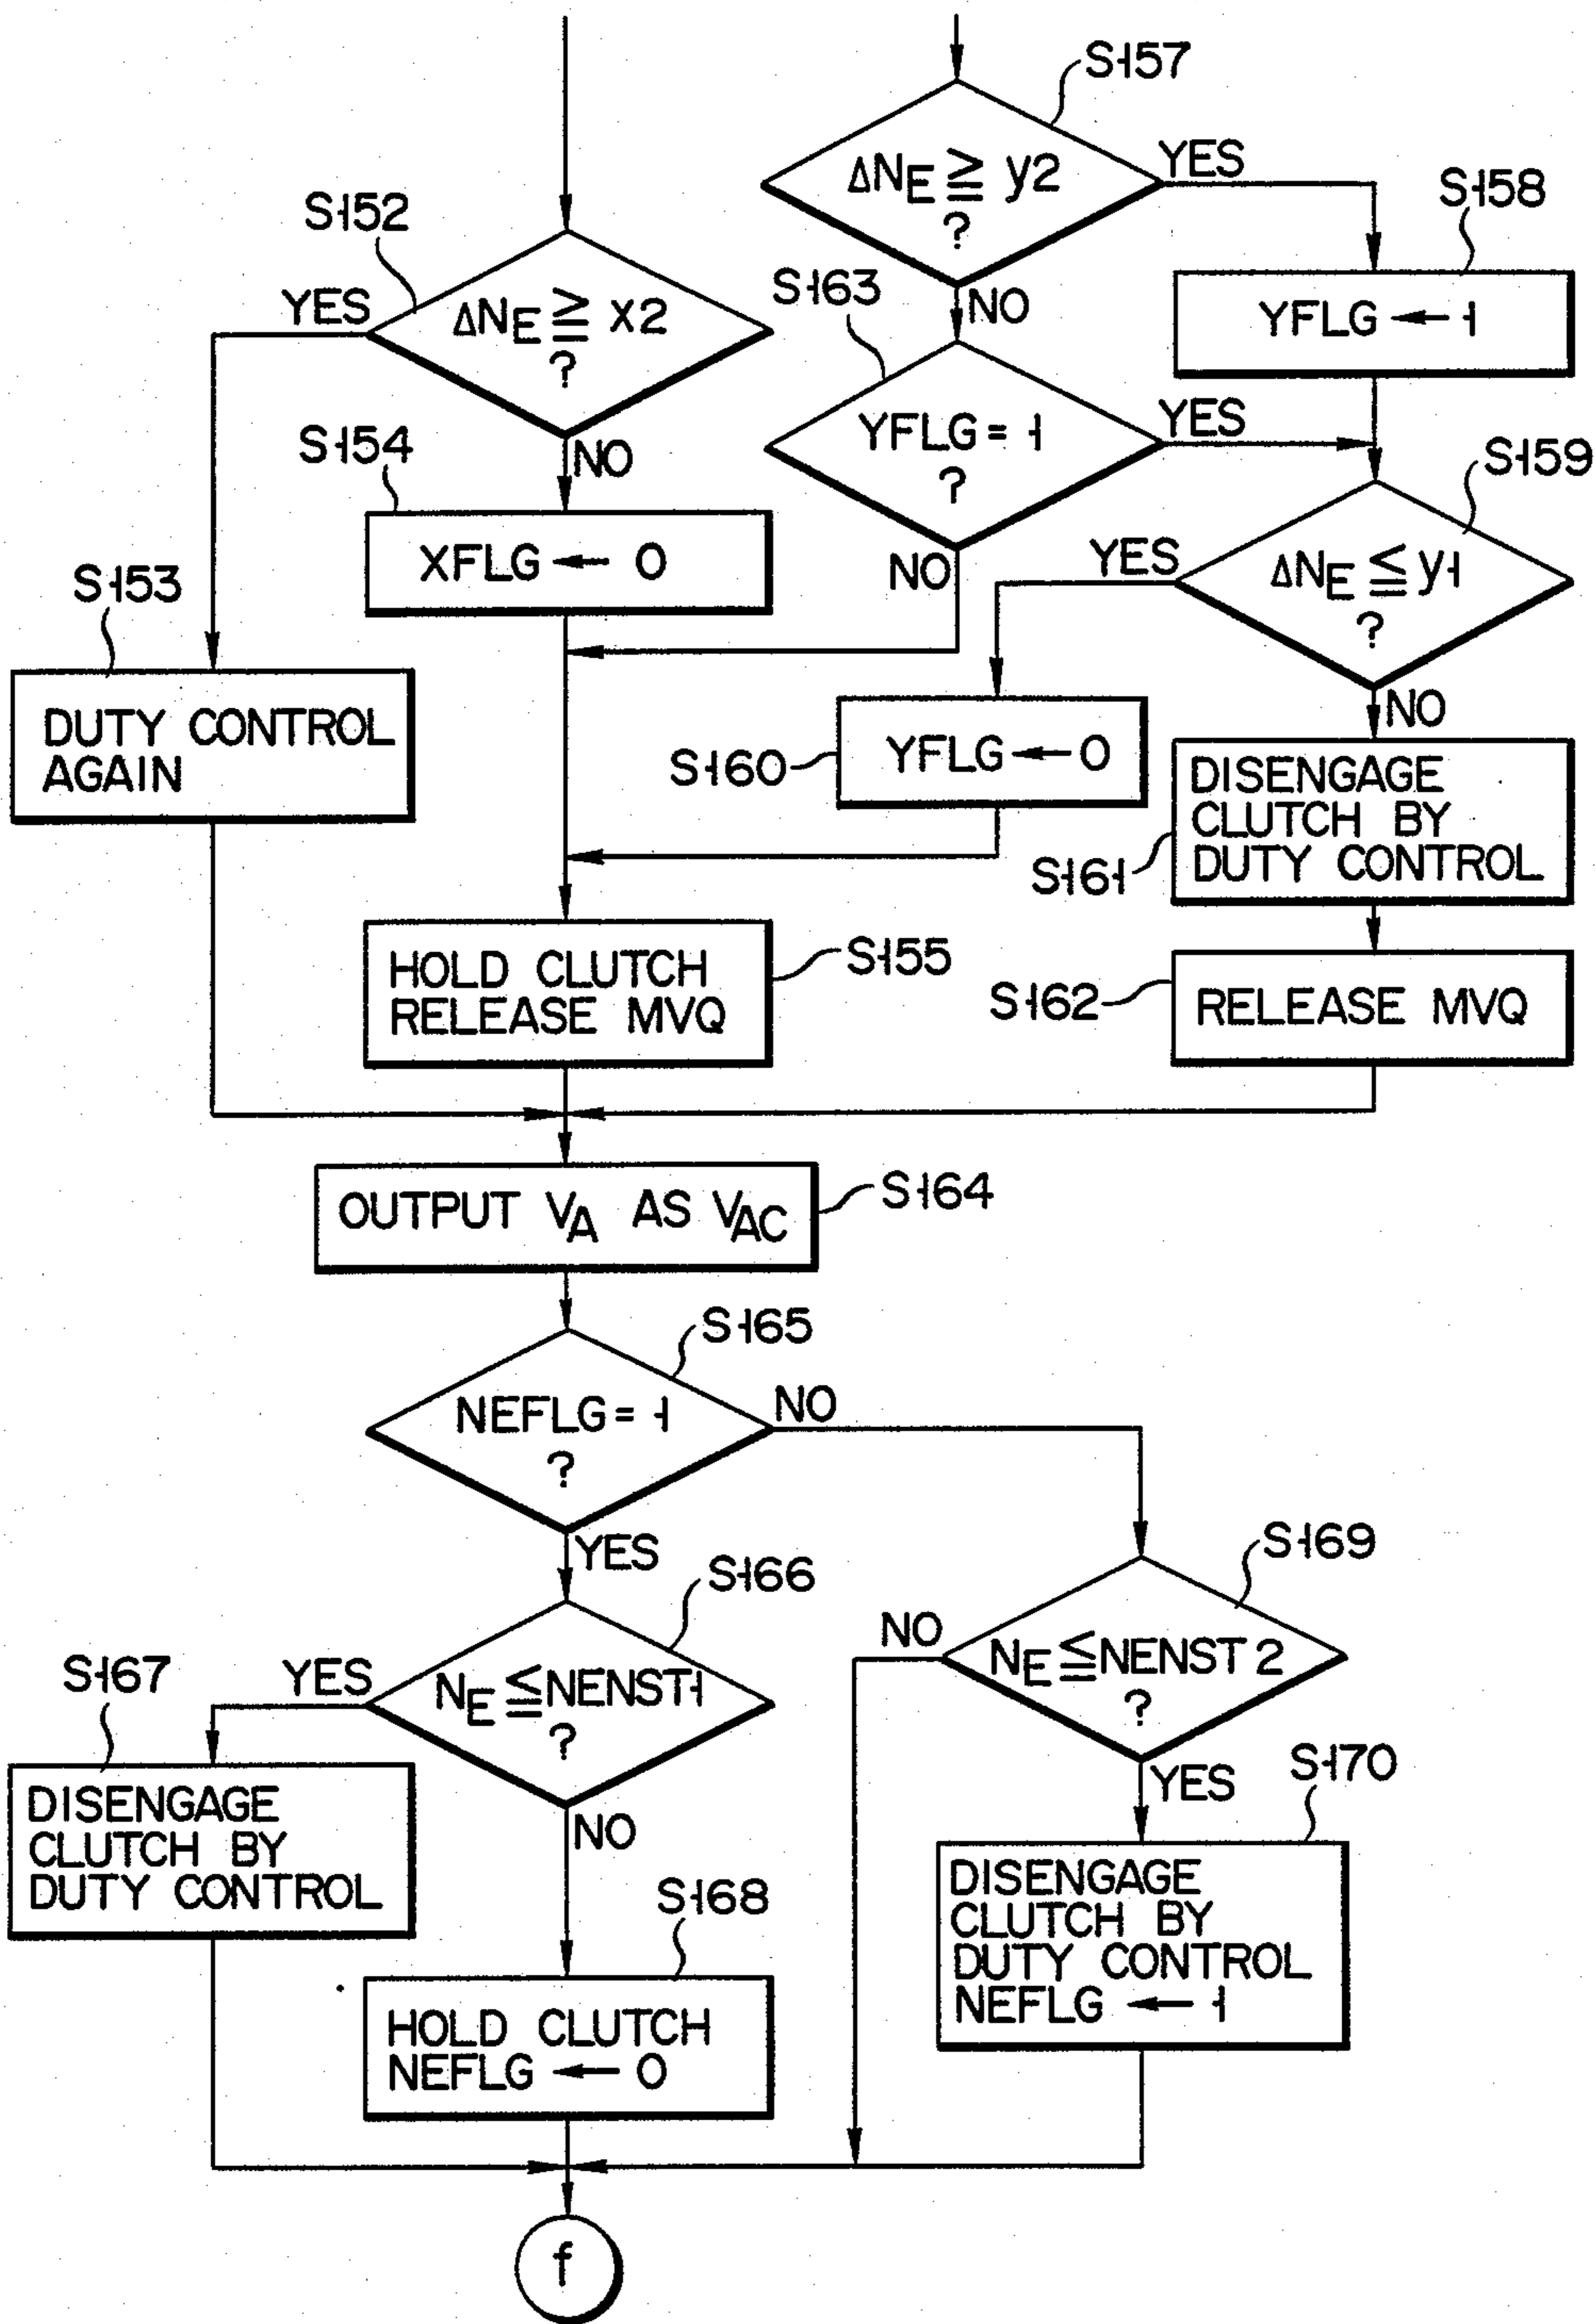 S157
ΔNE ≧ y2
?
YES
NO
S158
YFLG ← 1
S152
ΔNE ≧ x2
?
YES
NO
S163
YFLG = 1
?
YES
NO
S154
XFLG ← 0
S159
ΔNE ≦ y1
?
YES
NO
S153
DUTY CONTROL
AGAIN
S160
YFLG ← 0
S161
DISENGAGE
CLUTCH BY
DUTY CONTROL
S155
HOLD CLUTCH
RELEASE MVQ
S162
RELEASE MVQ
S164
OUTPUT VA AS VAC
S165
NEFLG = 1
?
NO
YES
S166
NE ≦ NENST1
?
YES
NO
S169
NE ≦ NENST 2
?
NO
YES
S167
DISENGAGE
CLUTCH BY
DUTY CONTROL
S168
HOLD CLUTCH
NEFLG ← 0
S170
DISENGAGE
CLUTCH BY
DUTY CONTROL
NEFLG ← 1
f